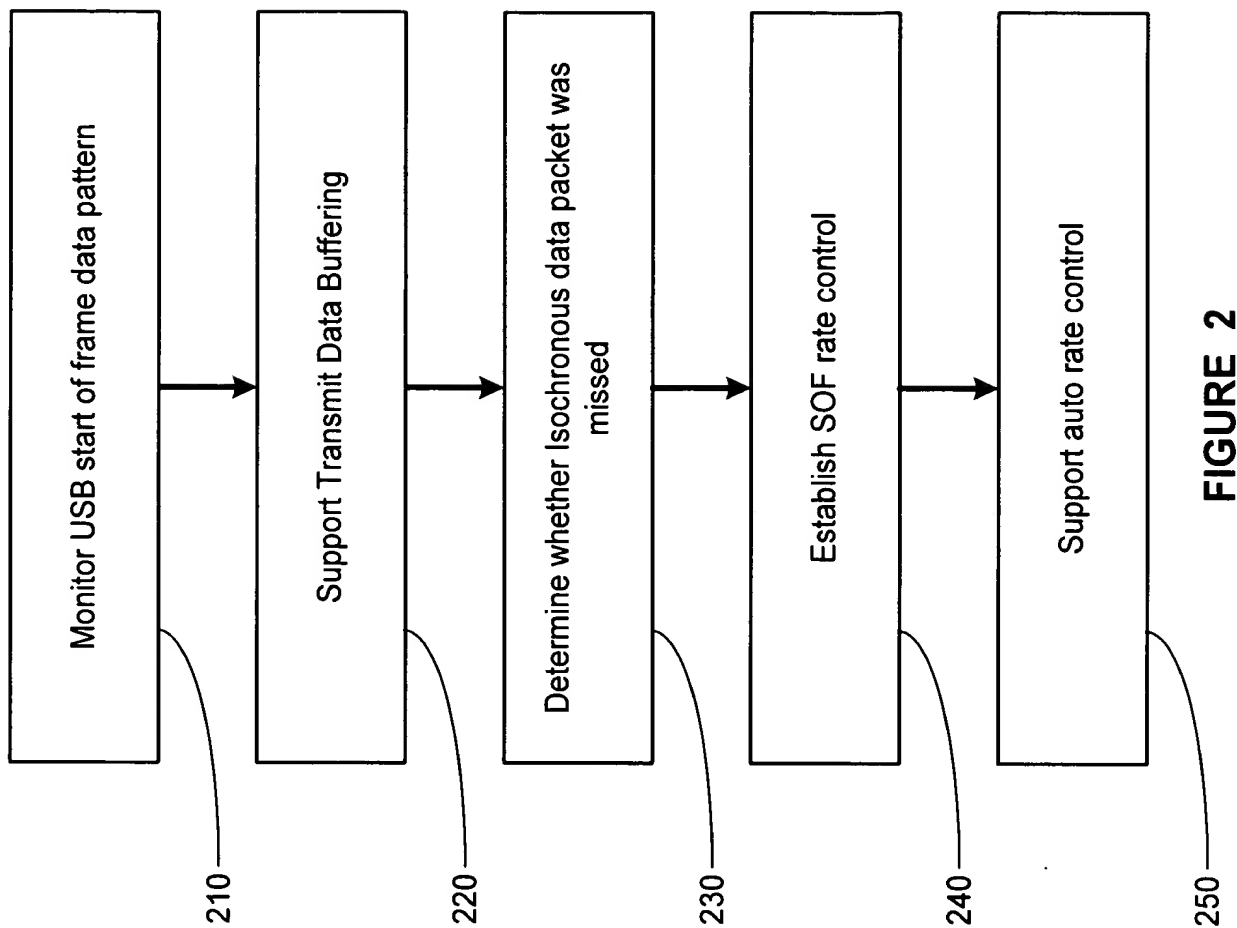 Monitor USB start of frame data pattern
210
Support Transmit Data Buffering
220
Determine whether Isochronous data packet was
missed
230
Establish SOF rate control
240
Support auto rate control
250
FIGURE 2